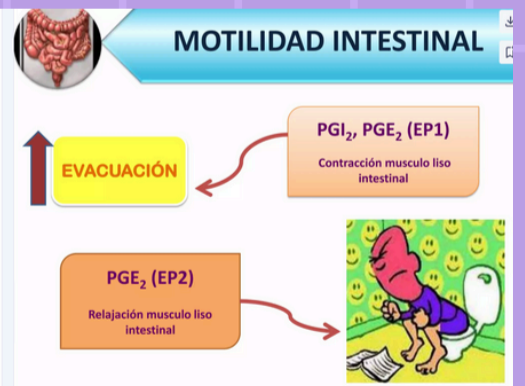 MOTILIDAD INTESTINAL
PGI₂, PGE₂ (EP1)
Contracción musculo liso
intestinal
EVACUACIÓN
PGE₂ (EP2)
Relajación musculo liso
intestinal